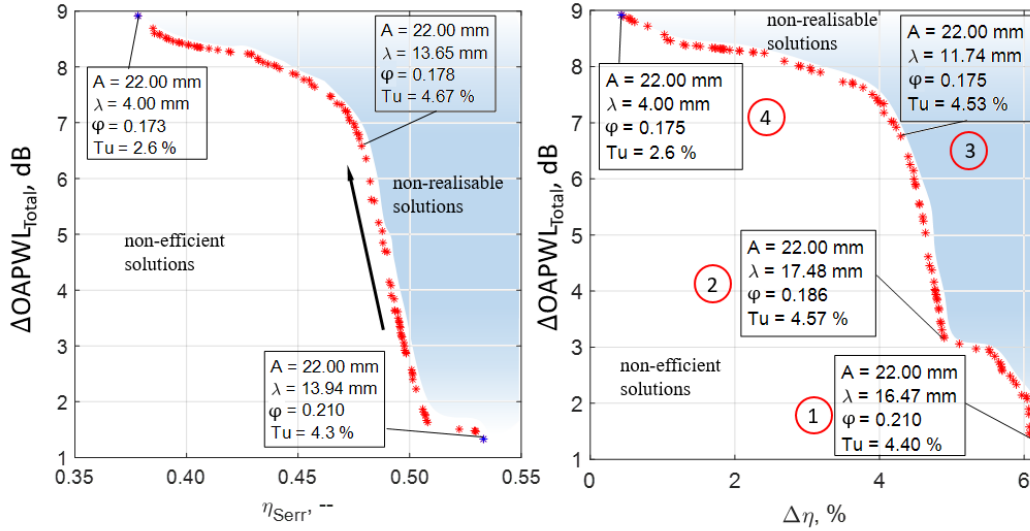 9
8
7
6
5
4
3
2
1
ΔOAPWL_Total, dB
A = 22.00 mm
λ = 4.00 mm
φ = 0.173
Tu = 2.6 %
A = 22.00 mm
λ = 13.65 mm
φ = 0.178
Tu = 4.67 %
non-realisable
solutions
non-efficient
solutions
A = 22.00 mm
λ = 13.94 mm
φ = 0.210
Tu = 4.3 %
0.35
0.40
0.45
0.50
0.55
η_Serr, --
9
8
7
6
5
4
3
2
1
ΔOAPWL_Total, dB
non-realisable
solutions
A = 22.00 mm
λ = 4.00 mm
φ = 0.175
Tu = 2.6 %
4
A = 22.00 mm
λ = 11.74 mm
φ = 0.175
Tu = 4.53 %
3
2
A = 22.00 mm
λ = 17.48 mm
φ = 0.186
Tu = 4.57 %
non-efficient
solutions
1
A = 22.00 mm
λ = 16.47 mm
φ = 0.210
Tu = 4.40 %
0
2
4
6
Δη, %